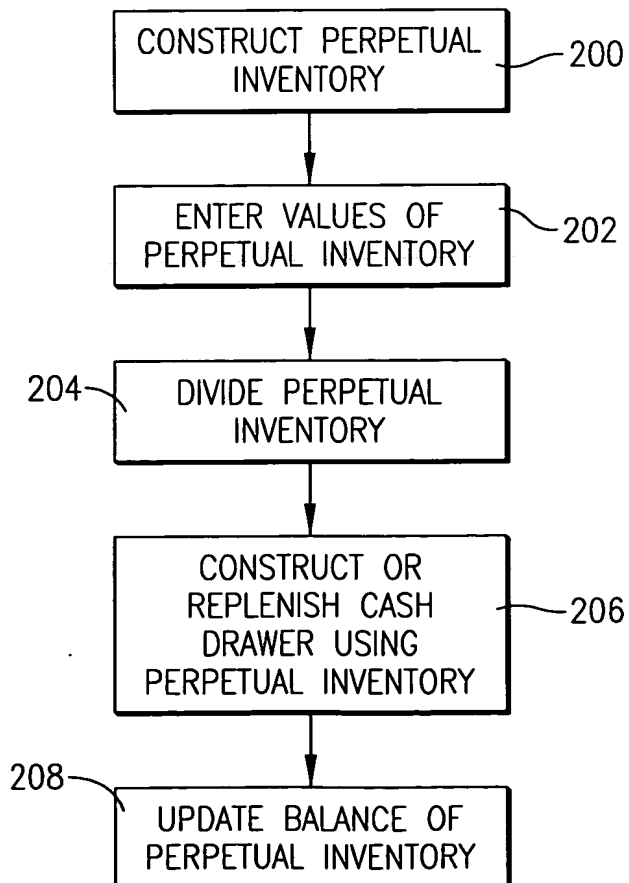 CONSTRUCT PERPETUAL
INVENTORY
200
ENTER VALUES OF
PERPETUAL INVENTORY
202
204
DIVIDE PERPETUAL
INVENTORY
CONSTRUCT OR
REPLENISH CASH
DRAWER USING
PERPETUAL INVENTORY
206
208
UPDATE BALANCE OF
PERPETUAL INVENTORY